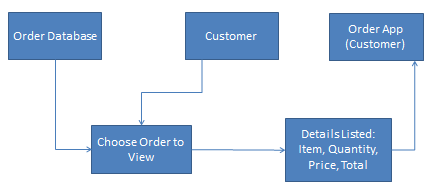 Order Database
Customer
Order App
(Customer)
Choose Order to
View
Details Listed:
Item, Quantity,
Price, Total